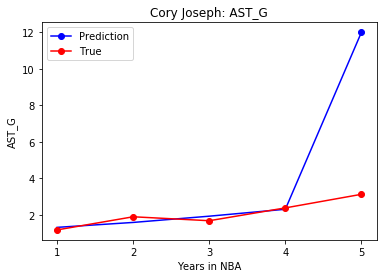 Cory Joseph: AST_G
Prediction
True
12
10
8
6
4
2
AST_G
1 2 3 4 5
Years in NBA